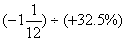 (-1 1/12) ÷ (+32.5%)